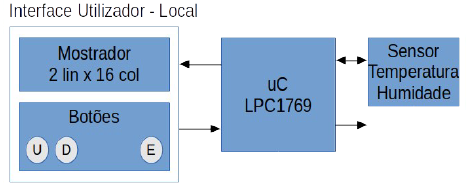 Interface Utilizador - Local
Mostrador
2 lin x 16 col
Botões
U D E
uC
LPC1769
Sensor
Temperatura
Humidade